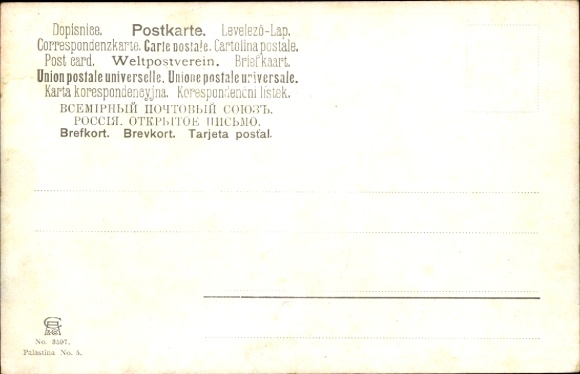 Dopisnice. Postkarte. Levelező-Lap.
Correspondenzkarte. Carte postale. Cartolina postale.
Post card. Weltpostverein. Briefkaart.
Union postale universelle. Unione postale universale.
Karta korespondencyjna. Korespondenční lístek.
ВСЕМІРНЫЙ ПОЧТОВЫЙ СОЮЗЪ.
РОССІЯ. ОТКРЫТОЕ ПИСЬМО.
Brefkort. Brevkort. Tarjeta postal.
No. 3597.
Palästina No. 5.